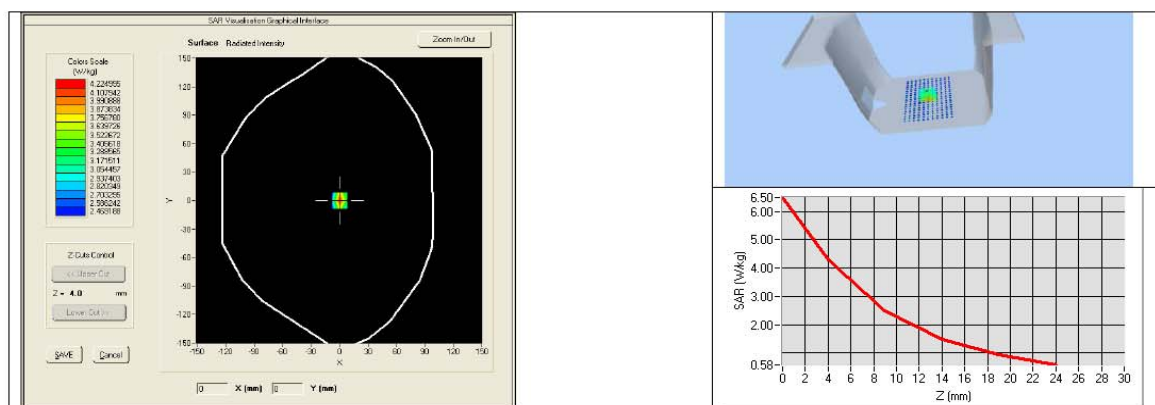 SAR Visualisation Graphical Interface
Colors Scale
(W/kg)
4.224995
4.107942
3.990888
3.873834
3.756780
3.639726
3.522672
3.405618
3.288565
3.171511
3.054457
2.937403
2.820349
2.703295
2.586242
2.469188
Z Cuts Control
<< Upper Cut
Z = 4.0 mm
Lower Cut >>
SAVE Cancel
Surface Radiated Intensity
Zoom In/Out
150
120
90
60
30
0
-30
-60
-90
-120
-150
Y
-150 -120 -90 -60 -30 0 30 60 90 120 150
X
0 X (mm) 0 Y (mm)
SAR (W/kg)
6.50
6.00
5.00
4.00
3.00
2.00
0.58
0 2 4 6 8 10 12 14 16 18 20 22 24 26 28 30
Z (mm)